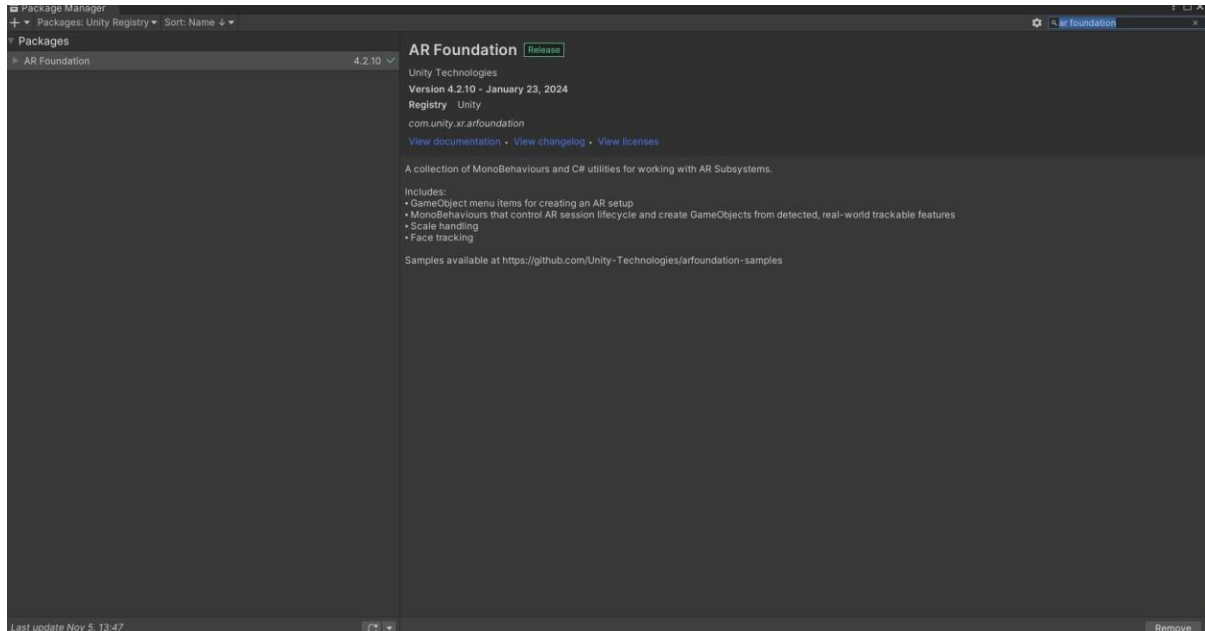 Package Manager
Packages: Unity Registry Sort: Name ↓
ar foundation
Packages
AR Foundation 4.2.10
AR Foundation Release
Unity Technologies
Version 4.2.10 - January 23, 2024
Registry Unity
com.unity.xr.arfoundation
View documentation • View changelog • View licenses
A collection of MonoBehaviours and C# utilities for working with AR Subsystems.
Includes:
• GameObject menu items for creating an AR setup
• MonoBehaviours that control AR session lifecycle and create GameObjects from detected, real-world trackable features
• Scale handling
• Face tracking
Samples available at https://github.com/Unity-Technologies/arfoundation-samples
Last update Nov 5, 13:47
Remove